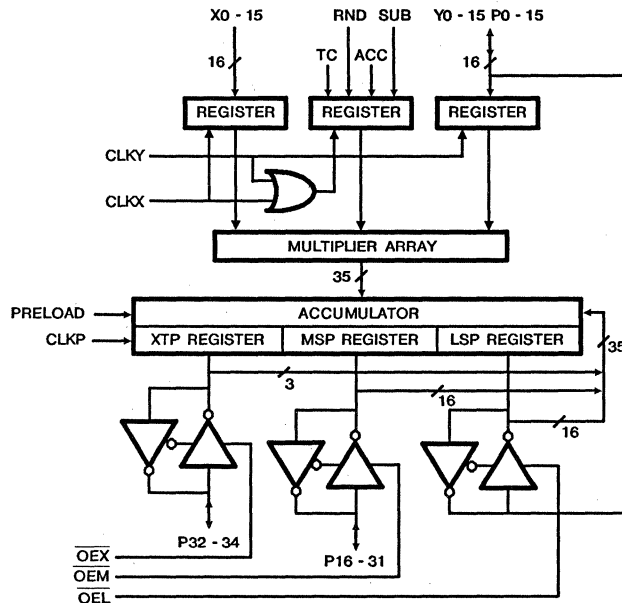 X0 - 15 RND SUB Y0 - 15 P0 - 15
TC ACC
16 16
REGISTER REGISTER REGISTER
CLKY
CLKX
MULTIPLIER ARRAY
35
PRELOAD ACCUMULATOR
CLKP XTP REGISTER MSP REGISTER LSP REGISTER 35
3
16
16
P32 - 34 P16 - 31
OEX
OEM
OEL